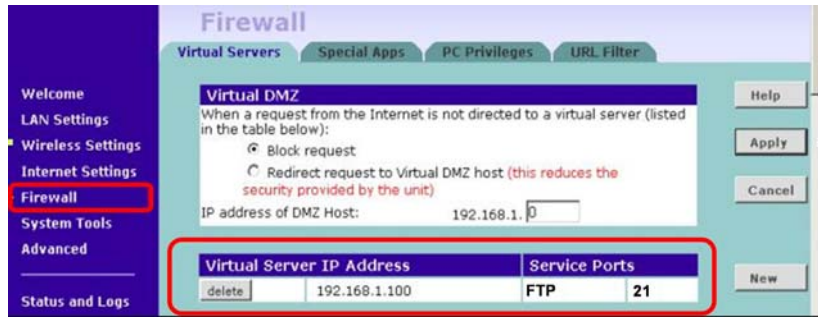 Firewall
Virtual Servers Special Apps PC Privileges URL Filter
Welcome
LAN Settings
Wireless Settings
Internet Settings
Firewall
System Tools
Advanced
Status and Logs
Virtual DMZ
When a request from the Internet is not directed to a virtual server (listed
in the table below):
Block request
Redirect request to Virtual DMZ host (this reduces the
security provided by the unit)
IP address of DMZ Host: 192.168.1. 0
Virtual Server IP Address Service Ports
delete 192.168.1.100 FTP 21
Help
Apply
Cancel
New